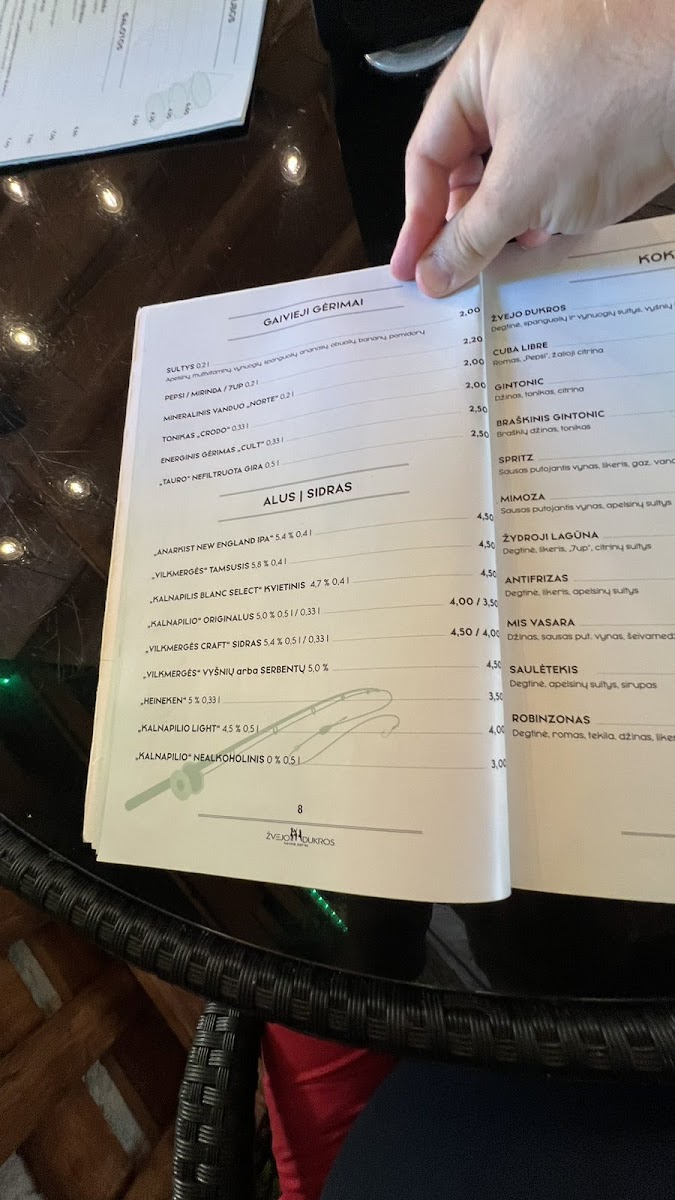 SALOTOS
6,00
GAIVIEJI GĖRIMAI
SULTYS 0,2 l 2,00
Apelsinų, multivitaminų, vynuogių, spanguolių, ananasų, obuolių, bananų, pomidorų
PEPSI / MIRINDA / 7UP 0,2 l 2,20
MINERALINIS VANDUO „NORTE" 0,2 l 2,00
TONIKAS „CRODO" 0,33 l 2,00
ENERGINIS GĖRIMAS „CULT" 0,33 l 2,50
„TAURO" NEFILTRUOTA GIRA 0,5 l 2,50
ALUS | SIDRAS
„ANARKIST NEW ENGLAND IPA" 5,4 % 0,4 l 4,50
„VILKMERGĖS" TAMSUSIS 5,8 % 0,4 l 4,50
„KALNAPILIS BLANC SELECT" KVIETINIS 4,7 % 0,4 l 4,50
„KALNAPILIO" ORIGINALUS 5,0 % 0,5 l / 0,33 l 4,00 / 3,50
„VILKMERGĖS CRAFT" SIDRAS 5,4 % 0,5 l / 0,33 l 4,50 / 4,00
„VILKMERGĖS" VYŠNIŲ arba SERBENTŲ 5,0 % 4,50
„HEINEKEN" 5 % 0,33 l 3,50
„KALNAPILIO LIGHT" 4,5 % 0,5 l 4,00
„KALNAPILIO" NEALKOHOLINIS 0 % 0,5 l 3,00
8
ŽVEJO DUKROS
KOK
ŽVEJO DUKROS
Degtinė, spanguolių ir vynuogių sultys, vyšnių
CUBA LIBRE
Romas, „Pepsi", žalioji citrina
GINTONIC
Džinas, tonikas, citrina
BRAŠKINIS GINTONIC
Braškių džinas, tonikas
SPRITZ
Sausas putojantis vynas, likeris, gaz. vand
MIMOZA
Sausas putojantis vynas, apelsinų sultys
ŽYDROJI LAGŪNA
Degtinė, likeris, „7up", citrinų sultys
ANTIFRIZAS
Degtinė, likeris, apelsinų sultys
MIS VASARA
Džinas, sausas put. vynas, šeivamedž
SAULĖTEKIS
Degtinė, apelsinų sultys, sirupas
ROBINZONAS
Degtinė, romas, tekila, džinas, liker